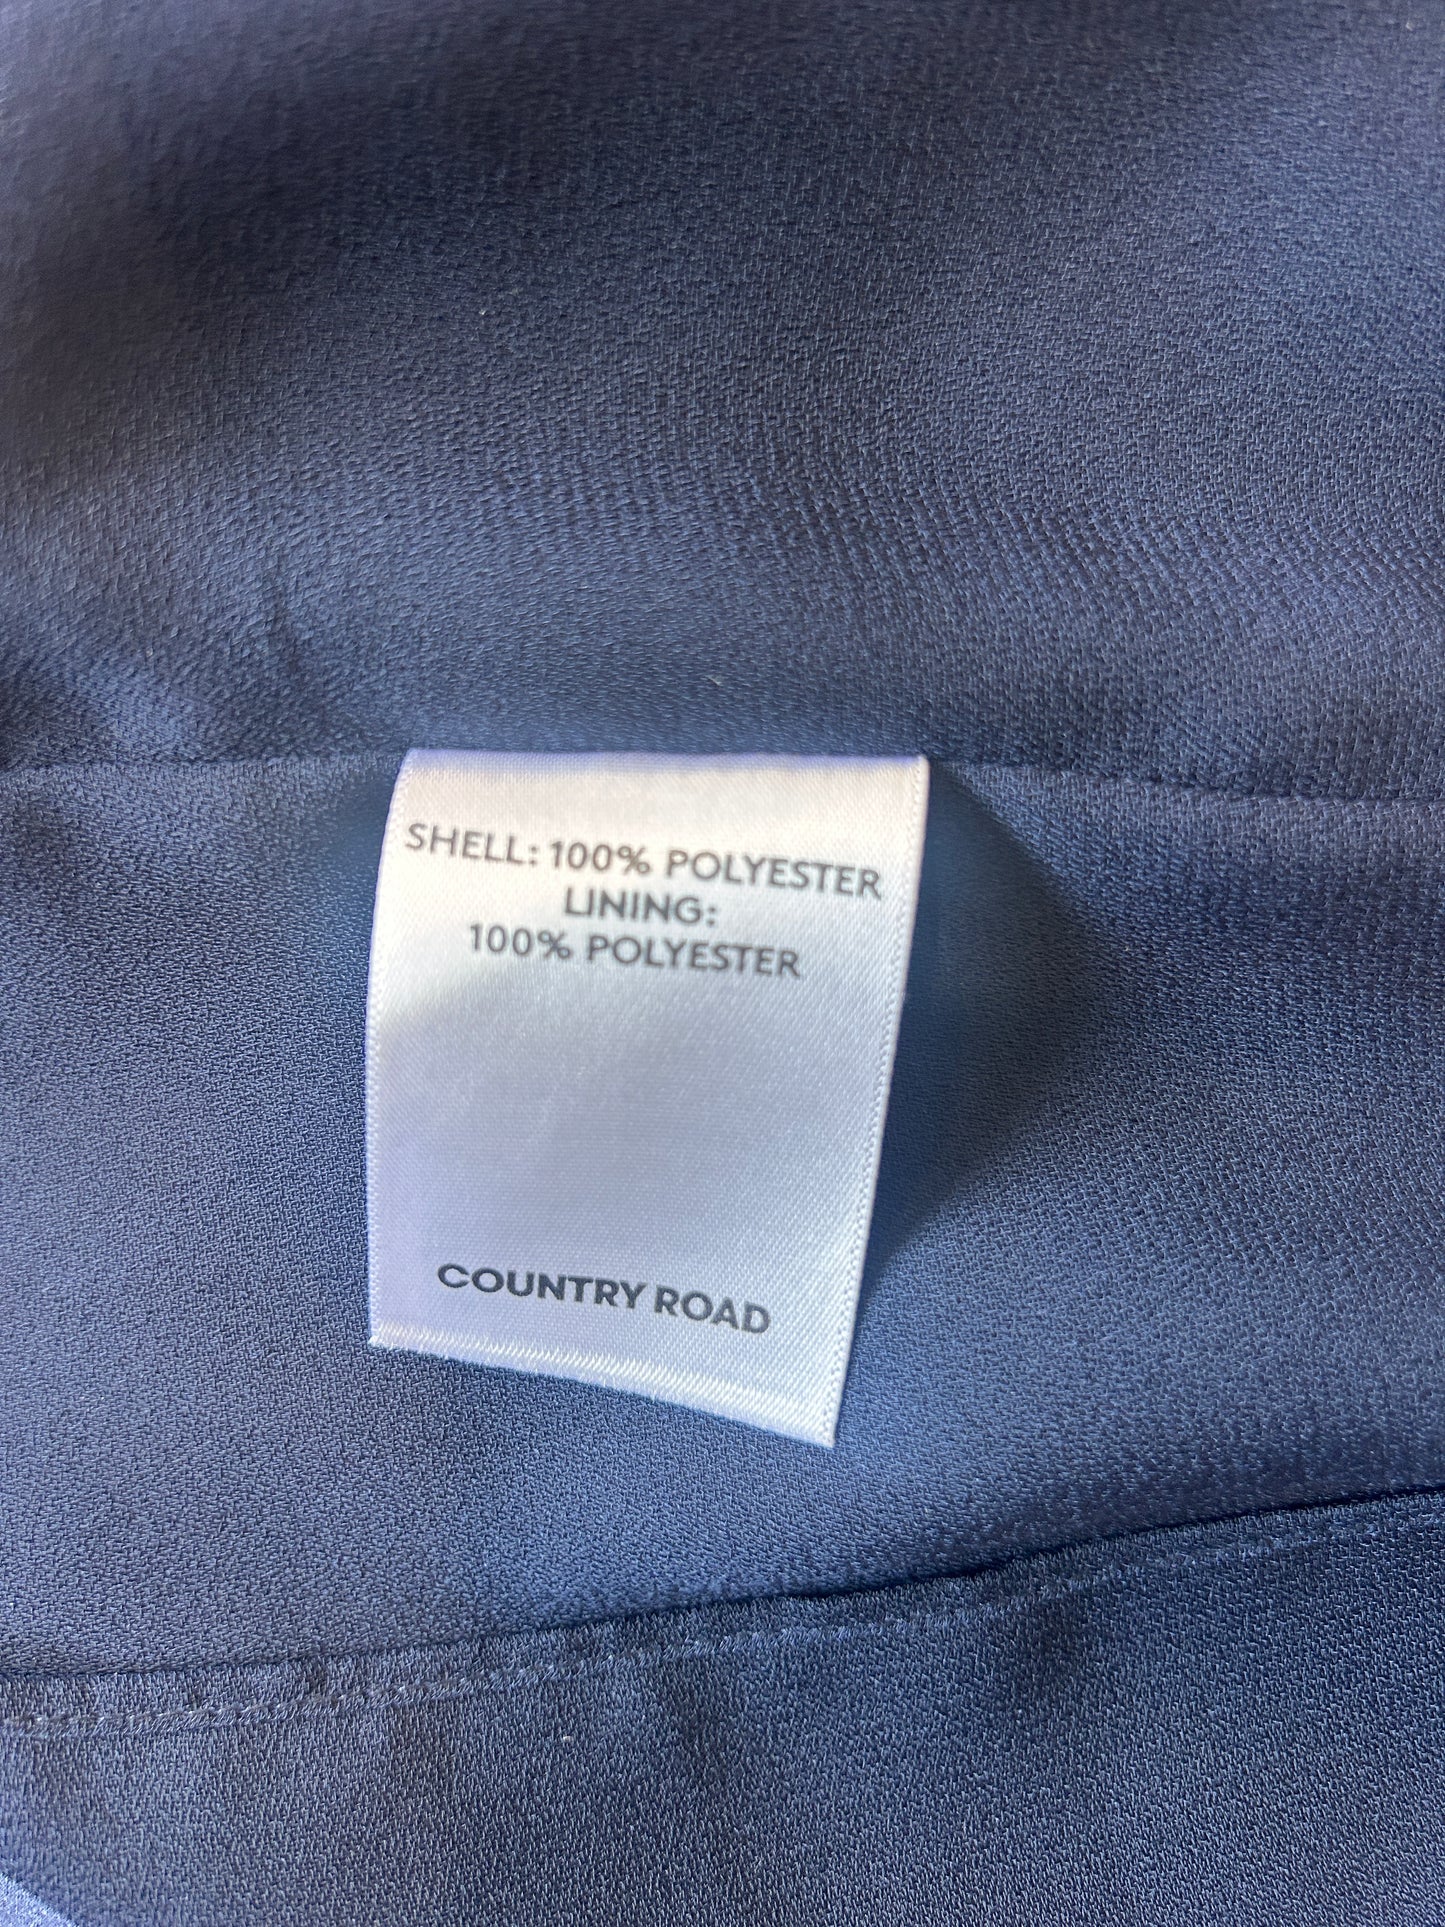 SHELL: 100% POLYESTER
LINING:
100% POLYESTER
COUNTRY ROAD